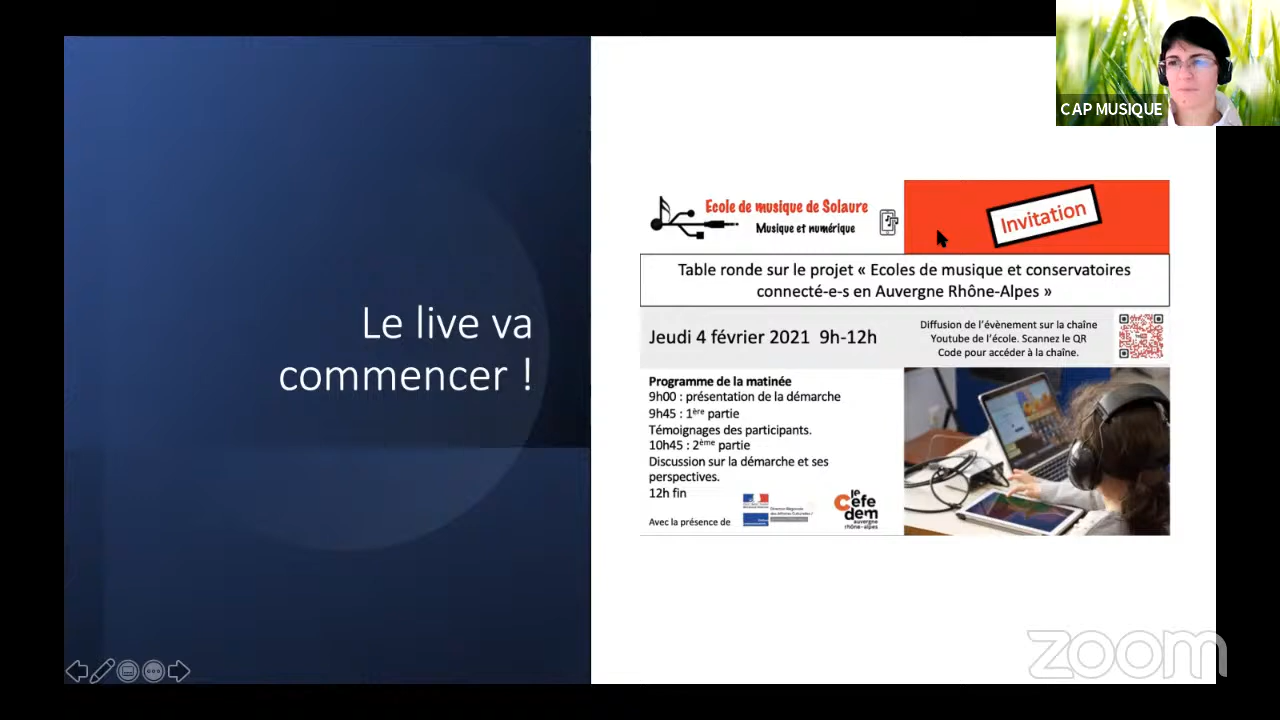 CAP MUSIQUE
Le live va
commencer !
Ecole de musique de Solaure
Musique et numérique
Invitation
Table ronde sur le projet « Ecoles de musique et conservatoires
connecté-e-s en Auvergne Rhône-Alpes »
Jeudi 4 février 2021 9h-12h
Diffusion de l'évènement sur la chaîne
Youtube de l'école. Scannez le QR
Code pour accéder à la chaîne.
Programme de la matinée
9h00 : présentation de la démarche
9h45 : 1ère partie
Témoignages des participants.
10h45 : 2ème partie
Discussion sur la démarche et ses
perspectives.
12h fin
Avec la présence de
le
Cefe
dem
auvergne
rhône-alpes
zoom